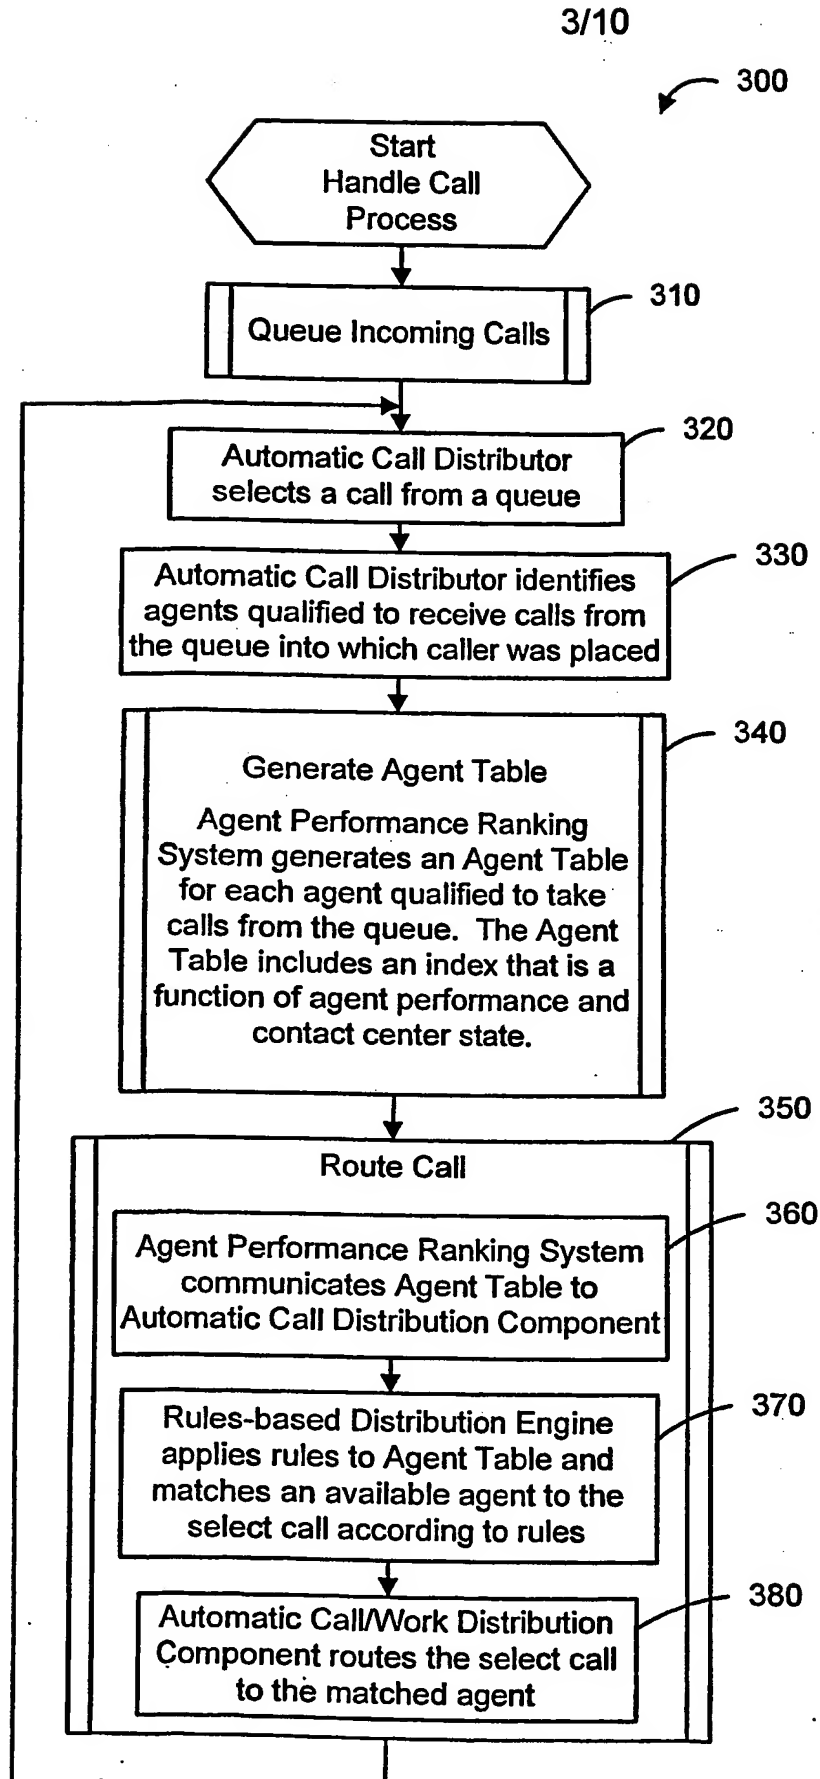 3/10
300
Start
Handle Call
Process
310
Queue Incoming Calls
320
Automatic Call Distributor
selects a call from a queue
330
Automatic Call Distributor identifies
agents qualified to receive calls from
the queue into which caller was placed
340
Generate Agent Table
Agent Performance Ranking
System generates an Agent Table
for each agent qualified to take
calls from the queue. The Agent
Table includes an index that is a
function of agent performance and
contact center state.
350
Route Call
360
Agent Performance Ranking System
communicates Agent Table to
Automatic Call Distribution Component
370
Rules-based Distribution Engine
applies rules to Agent Table and
matches an available agent to the
select call according to rules
380
Automatic Call/Work Distribution
Component routes the select call
to the matched agent